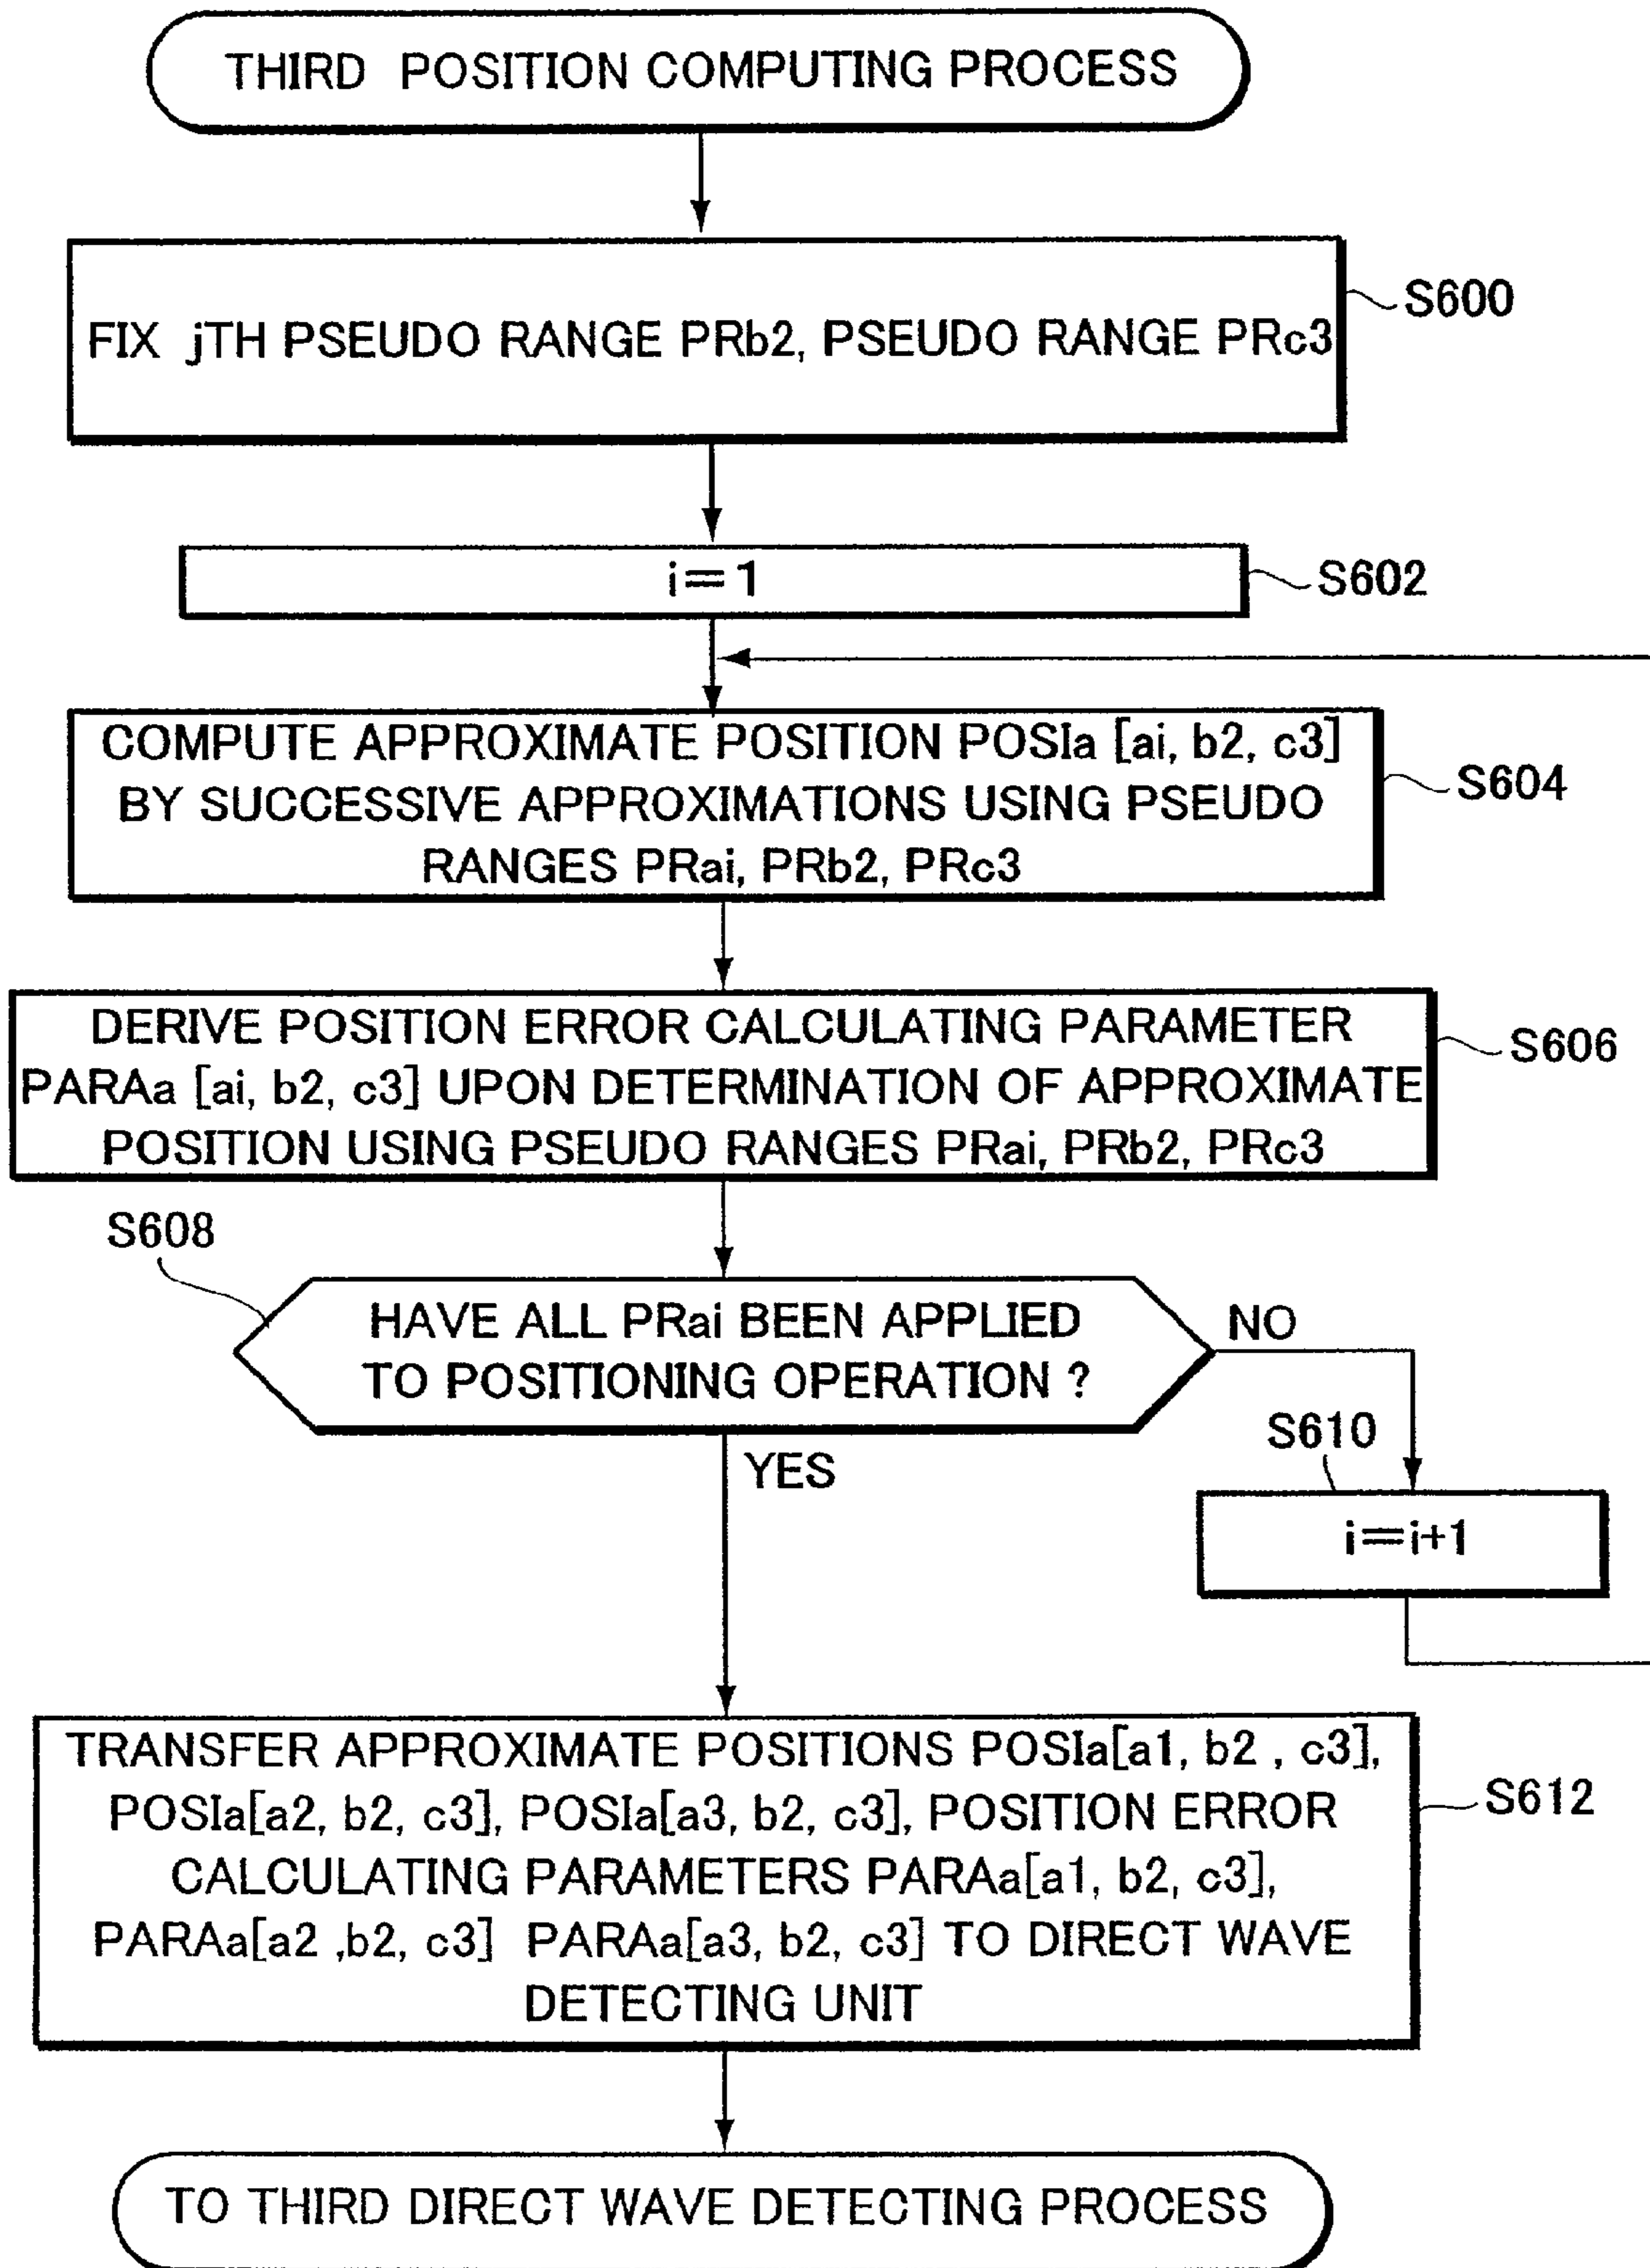 THIRD POSITION COMPUTING PROCESS
FIX jTH PSEUDO RANGE PRb2, PSEUDO RANGE PRc3
S600
i=1
S602
COMPUTE APPROXIMATE POSITION POSIa [ai, b2, c3]
BY SUCCESSIVE APPROXIMATIONS USING PSEUDO
RANGES PRai, PRb2, PRc3
S604
DERIVE POSITION ERROR CALCULATING PARAMETER
PARAa [ai, b2, c3] UPON DETERMINATION OF APPROXIMATE
POSITION USING PSEUDO RANGES PRai, PRb2, PRc3
S606
S608
HAVE ALL PRai BEEN APPLIED
TO POSITIONING OPERATION ?
NO
YES
S610
i=i+1
TRANSFER APPROXIMATE POSITIONS POSIa[a1, b2 , c3],
POSIa[a2, b2, c3], POSIa[a3, b2, c3], POSITION ERROR
CALCULATING PARAMETERS PARAa[a1, b2, c3],
PARAa[a2 ,b2, c3] PARAa[a3, b2, c3] TO DIRECT WAVE
DETECTING UNIT
S612
TO THIRD DIRECT WAVE DETECTING PROCESS